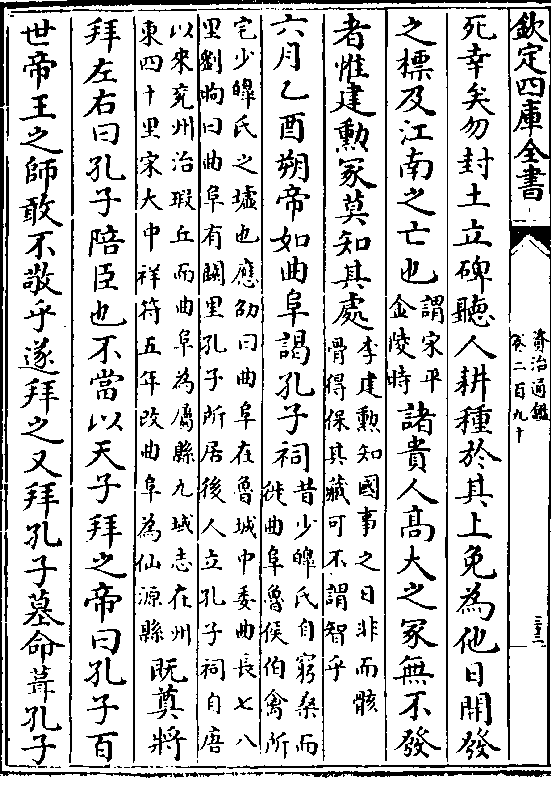 欽定四庫全書
資治通鑑
卷二百九十
三十三
死幸矣勿封土立碑聽人耕種於其上免為他日開發
之標及江南之亡也謂宋平金陵時諸貴人高大之冢無不發
者惟建勳冢莫知其處李建勳知國事之日非而骸骨得保其藏可不謂智乎
六月乙酉朔帝如曲阜謁孔子祠昔少皥氏自窮桑而徙曲阜魯侯伯禽所
宅少皥氏之墟也應劭曰曲阜在魯城中委曲長七八
里劉昫曰曲阜有闕里孔子所居後人立孔子祠自唐
以來兗州治瑕丘而曲阜為屬縣九域志在州
東四十里宋大中祥符五年改曲阜為仙源縣既奠將
拜左右曰孔子陪臣也不當以天子拜之帝曰孔子百
世帝王之師敢不敬乎遂拜之又拜孔子墓命葺孔子